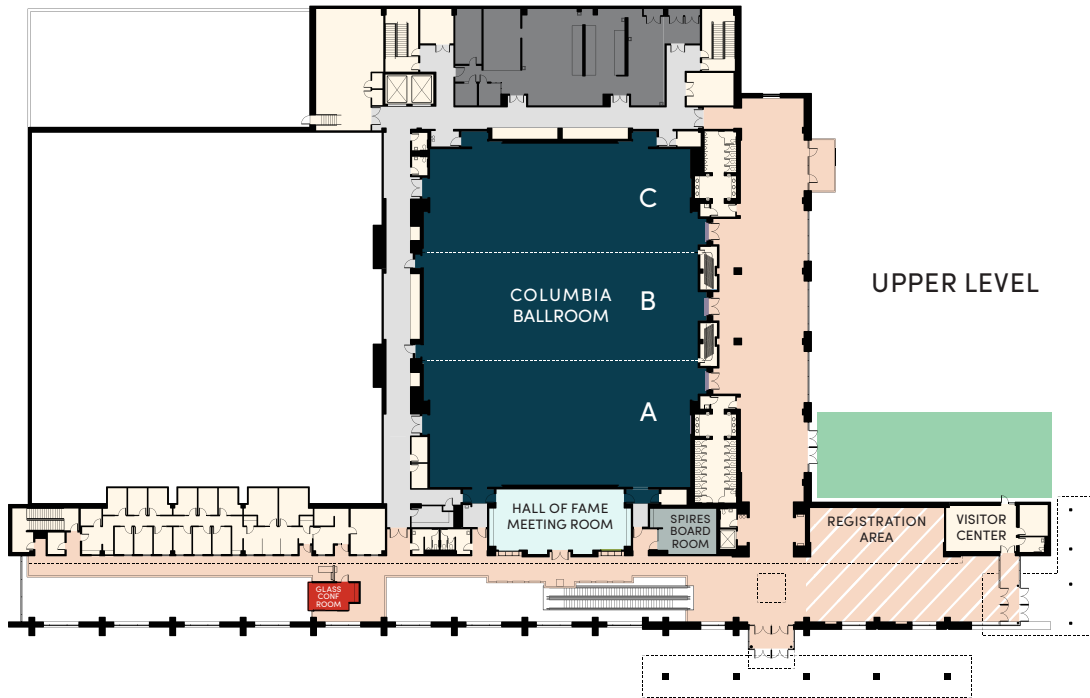 C
UPPER LEVEL
COLUMBIA
BALLROOM
B
A
HALL OF FAME
MEETING ROOM
SPIRES
BOARD
ROOM
REGISTRATION
AREA
VISITOR
CENTER
GLASS
CONF
ROOM